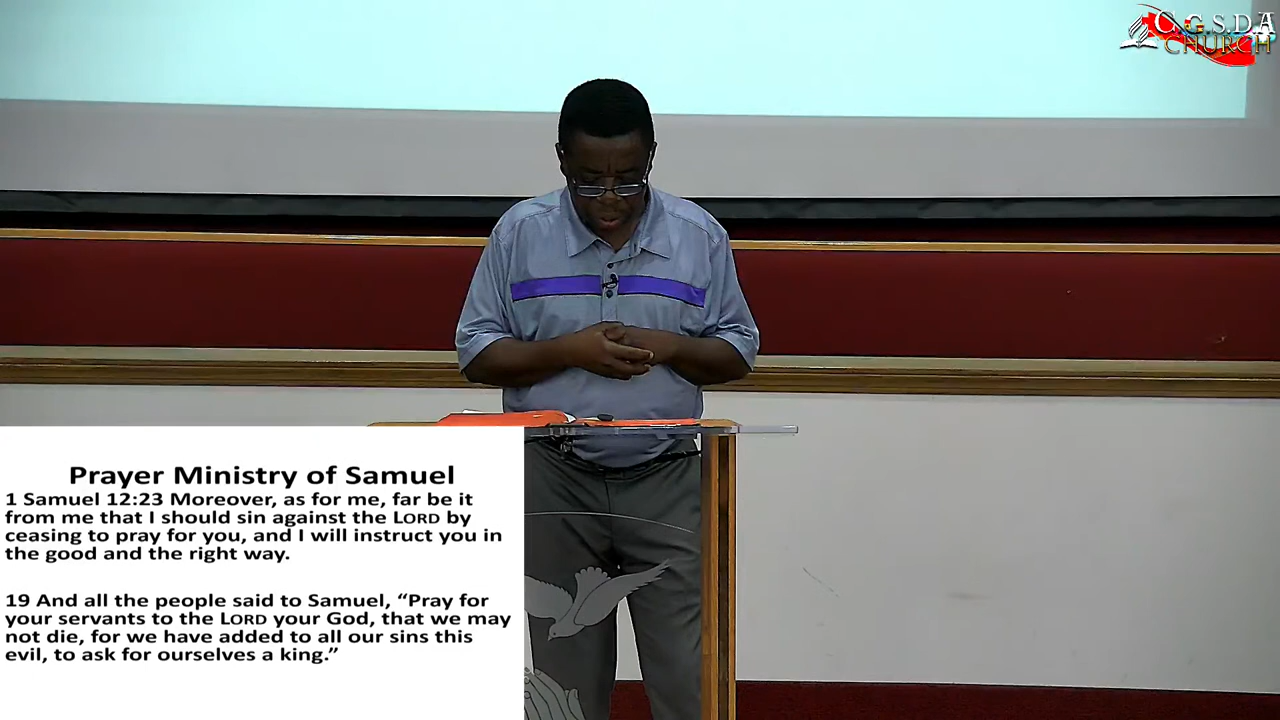 C.G.S.D.A
CHURCH
Prayer Ministry of Samuel
1 Samuel 12:23 Moreover, as for me, far be it
from me that I should sin against the LORD by
ceasing to pray for you, and I will instruct you in
the good and the right way.
19 And all the people said to Samuel, “Pray for
your servants to the LORD your God, that we may
not die, for we have added to all our sins this
evil, to ask for ourselves a king.”